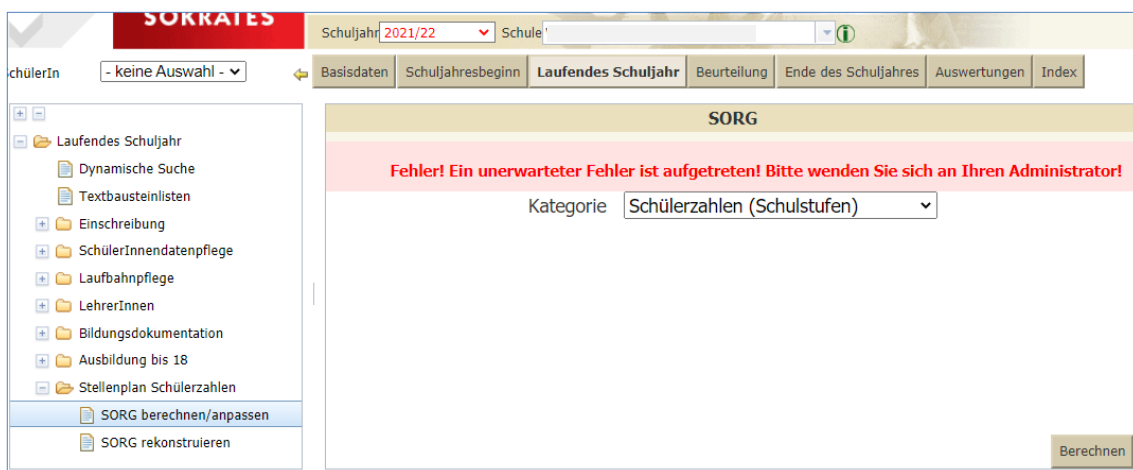 SOKRATES
Schuljahr 2021/22 Schule
chülerIn - keine Auswahl -
Basisdaten Schuljahresbeginn Laufendes Schuljahr Beurteilung Ende des Schuljahres Auswertungen Index
Laufendes Schuljahr
Dynamische Suche
Textbausteinlisten
Einschreibung
SchülerInnendatenpflege
Laufbahnpflege
LehrerInnen
Bildungsdokumentation
Ausbildung bis 18
Stellenplan Schülerzahlen
SORG berechnen/anpassen
SORG rekonstruieren
SORG
Fehler! Ein unerwarteter Fehler ist aufgetreten! Bitte wenden Sie sich an Ihren Administrator!
Kategorie Schülerzahlen (Schulstufen)
Berechnen